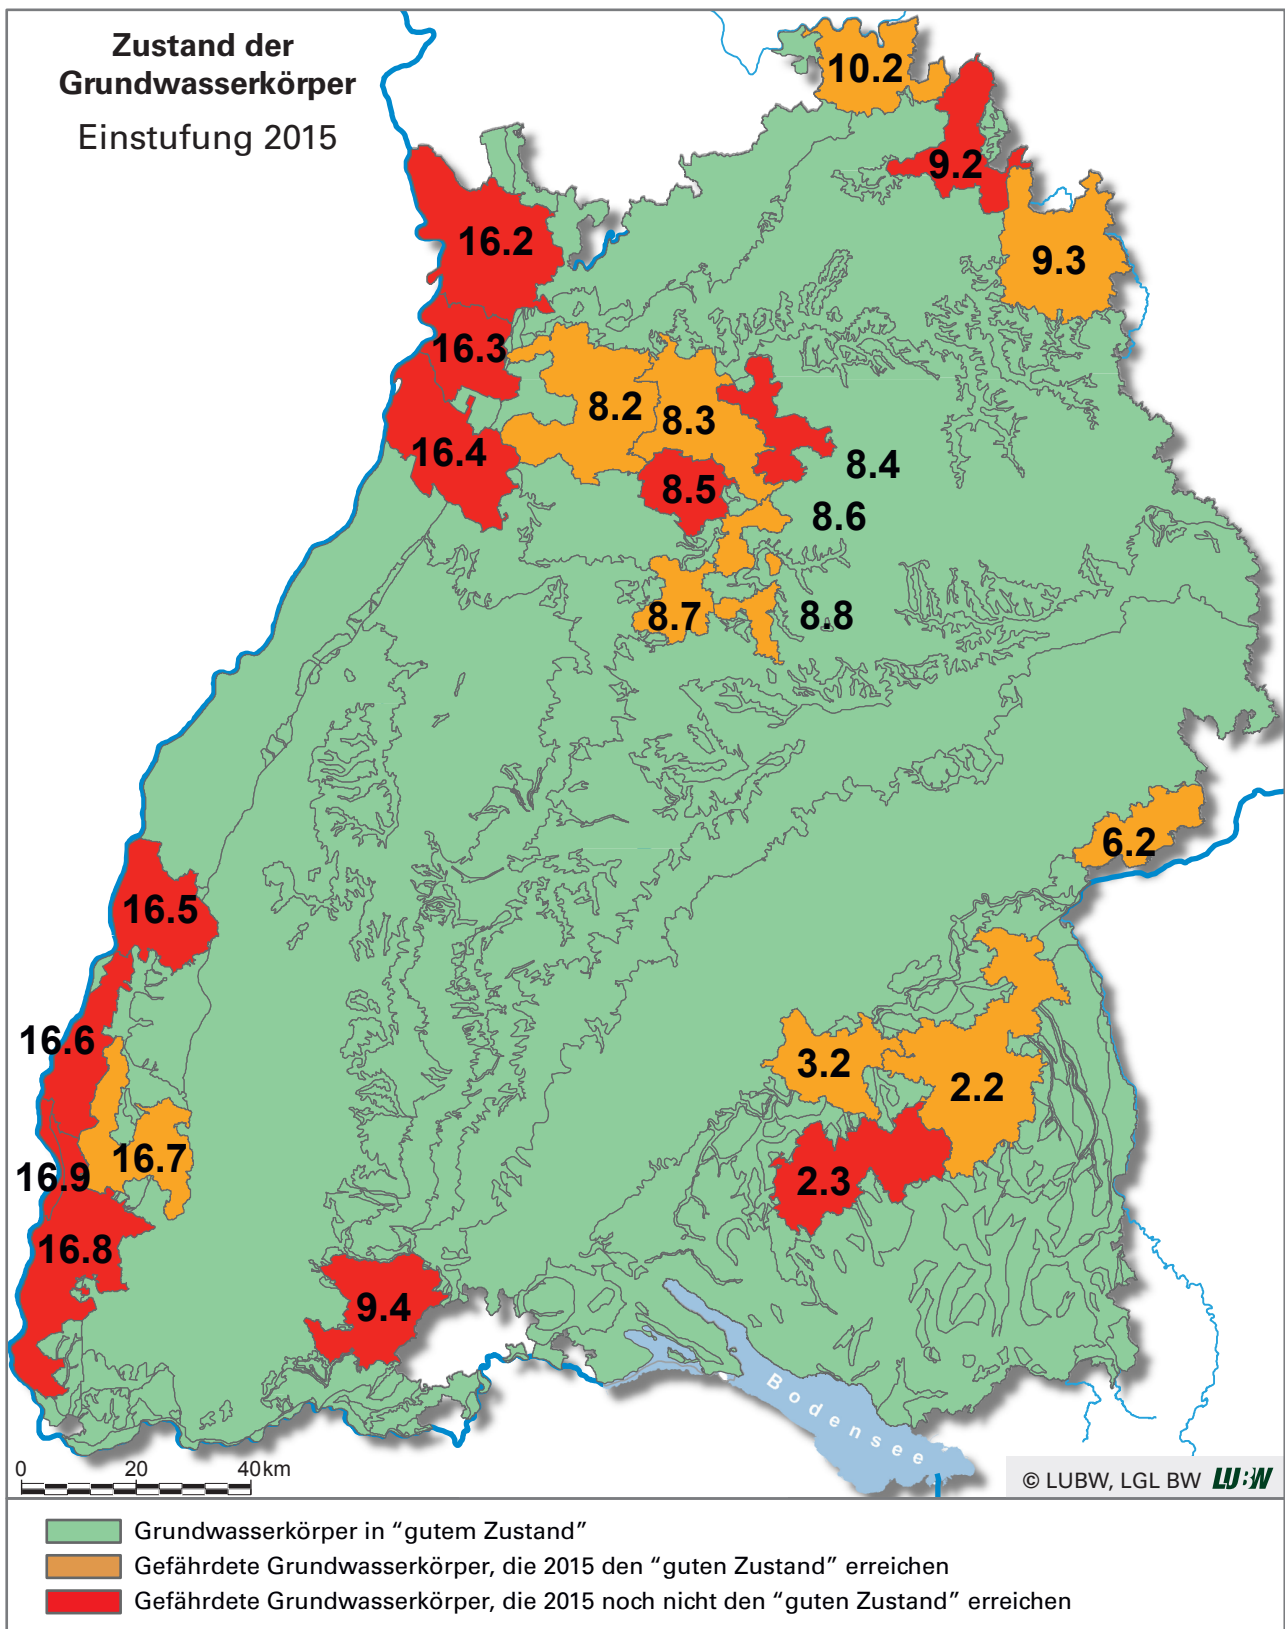 Zustand der
Grundwasserkörper
Einstufung 2015
10.2
9.2
16.2
9.3
16.3
8.2
8.3
16.4
8.4
8.5
8.6
8.7
8.8
6.2
16.5
16.6
3.2
2.2
16.7
16.9
2.3
16.8
9.4
Bodensee
0 20 40km
© LUBW, LGL BW LUBW
Grundwasserkörper in “gutem Zustand”
Gefährdete Grundwasserkörper, die 2015 den “guten Zustand” erreichen
Gefährdete Grundwasserkörper, die 2015 noch nicht den “guten Zustand” erreichen